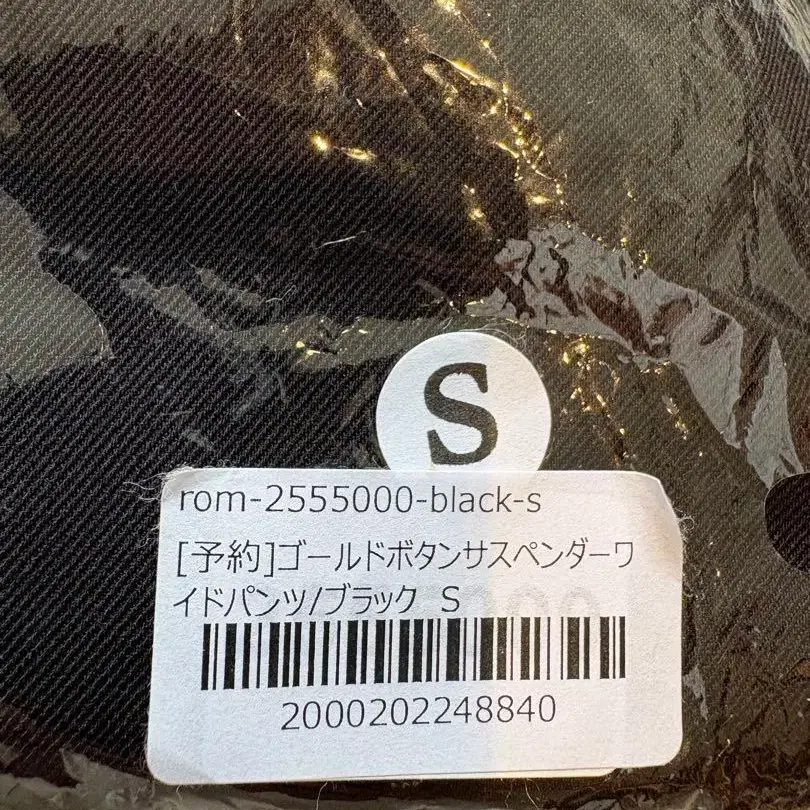 S
rom-2555000-black-s
[予約]ゴールドボタンサスペンダーワ
イドパンツ/ブラック S
2000202248840